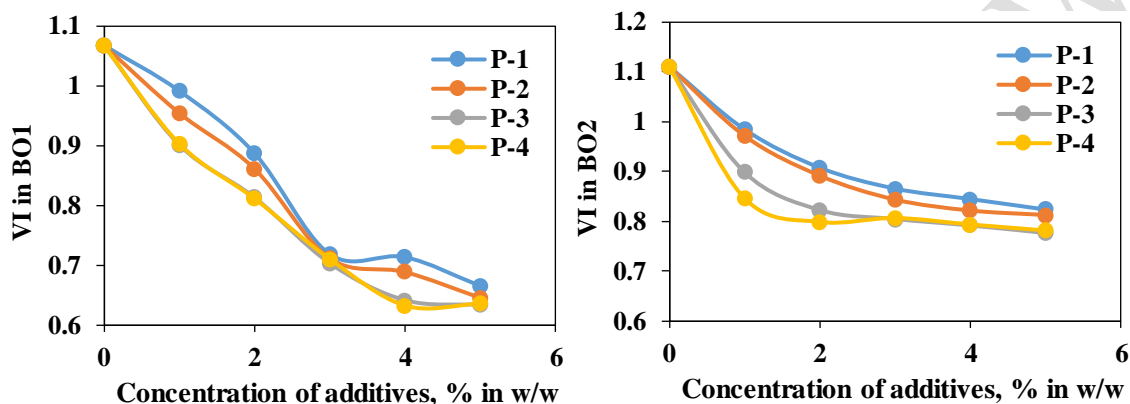 1.1
1
0.9
0.8
0.7
0.6
0 2 4 6
VI in BO1
Concentration of additives, % in w/w
P-1
P-2
P-3
P-4
1.2
1.1
1
0.9
0.8
0.7
0.6
0 2 4 6
VI in BO2
Concentration of additives, % in w/w
P-1
P-2
P-3
P-4